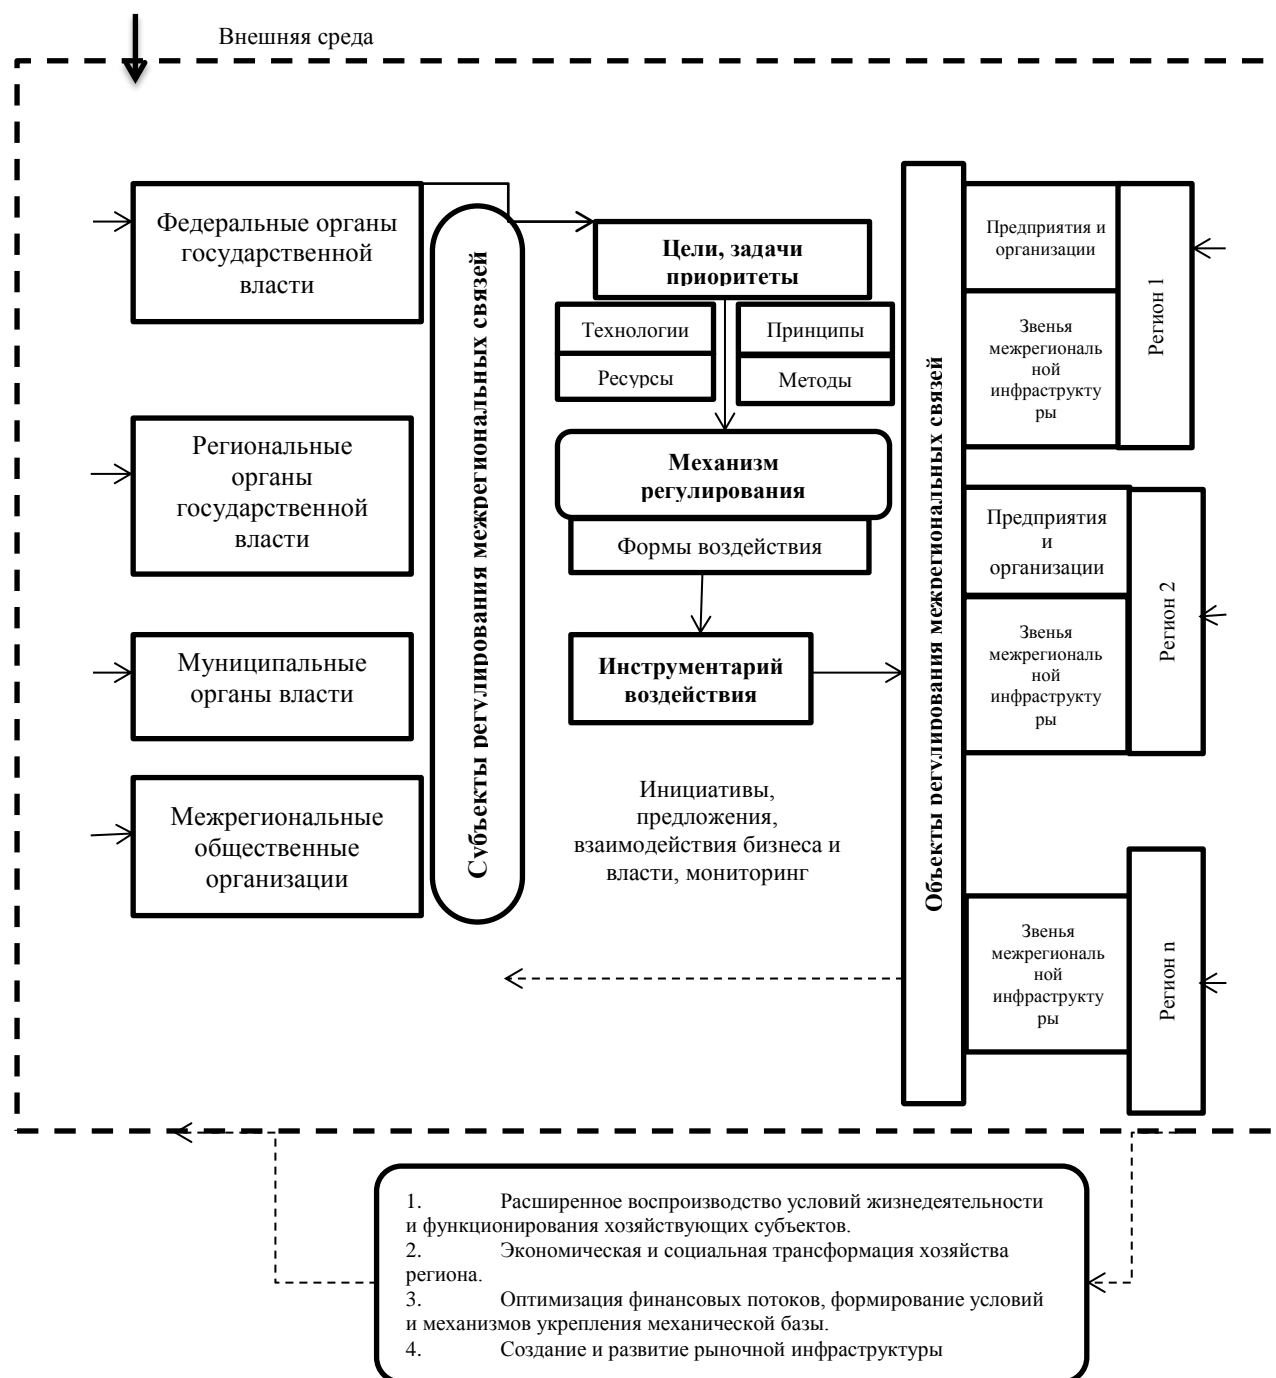 Внешняя среда
Федеральные органы
государственной
власти
Региональные
органы
государственной
власти
Муниципальные
органы власти
Межрегиональные
общественные
организации
Субъекты регулирования межрегиональных связей
Цели, задачи
приоритеты
Технологии
Принципы
Ресурсы
Методы
Механизм
регулирования
Формы воздействия
Инструментарий
воздействия
Инициативы,
предложения,
взаимодействия бизнеса и
власти, мониторинг
Объекты регулирования межрегиональных связей
Предприятия и
организации
Звенья
межрегиональ
ной
инфраструкту
ры
Регион 1
Предприятия
и
организации
Звенья
межрегиональ
ной
инфраструкту
ры
Регион 2
Звенья
межрегиональ
ной
инфраструкту
ры
Регион n
1. Расширенное воспроизводство условий жизнедеятельности
и функционирования хозяйствующих субъектов.
2. Экономическая и социальная трансформация хозяйства
региона.
3. Оптимизация финансовых потоков, формирование условий
и механизмов укрепления механической базы.
4. Создание и развитие рыночной инфраструктуры